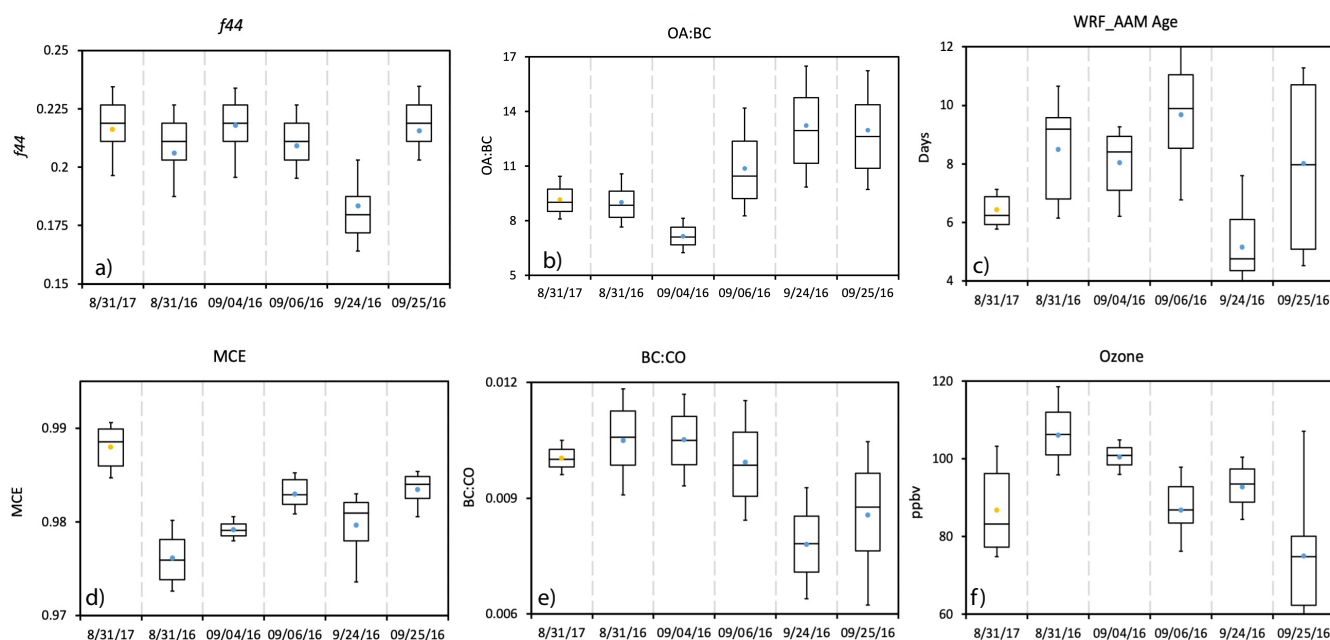 f44
0.25
0.225
0.2
0.175
0.15
f44
a)
8/31/17 8/31/16 09/04/16 09/06/16 9/24/16 09/25/16
OA:BC
17
14
11
8
5
OA:BC
b)
8/31/17 8/31/16 09/04/16 09/06/16 9/24/16 09/25/16
WRF_AAM Age
12
10
8
6
4
Days
c)
8/31/17 8/31/16 09/04/16 09/06/16 9/24/16 09/25/16
MCE
0.99
0.98
0.97
MCE
d)
8/31/17 8/31/16 09/04/16 09/06/16 9/24/16 09/25/16
BC:CO
0.012
0.009
0.006
BC:CO
e)
8/31/17 8/31/16 09/04/16 09/06/16 9/24/16 09/25/16
Ozone
120
100
80
60
ppbv
f)
8/31/17 8/31/16 09/04/16 09/06/16 9/24/16 09/25/16